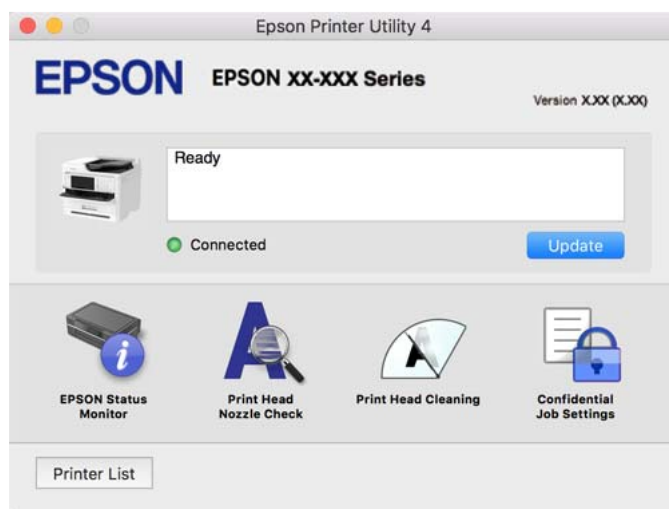 Epson Printer Utility 4
EPSON
EPSON XX-XXX Series
Version X.XX (X.XX)
Ready
Connected
Update
EPSON Status
Monitor
Print Head
Nozzle Check
Print Head Cleaning
Confidential
Job Settings
Printer List